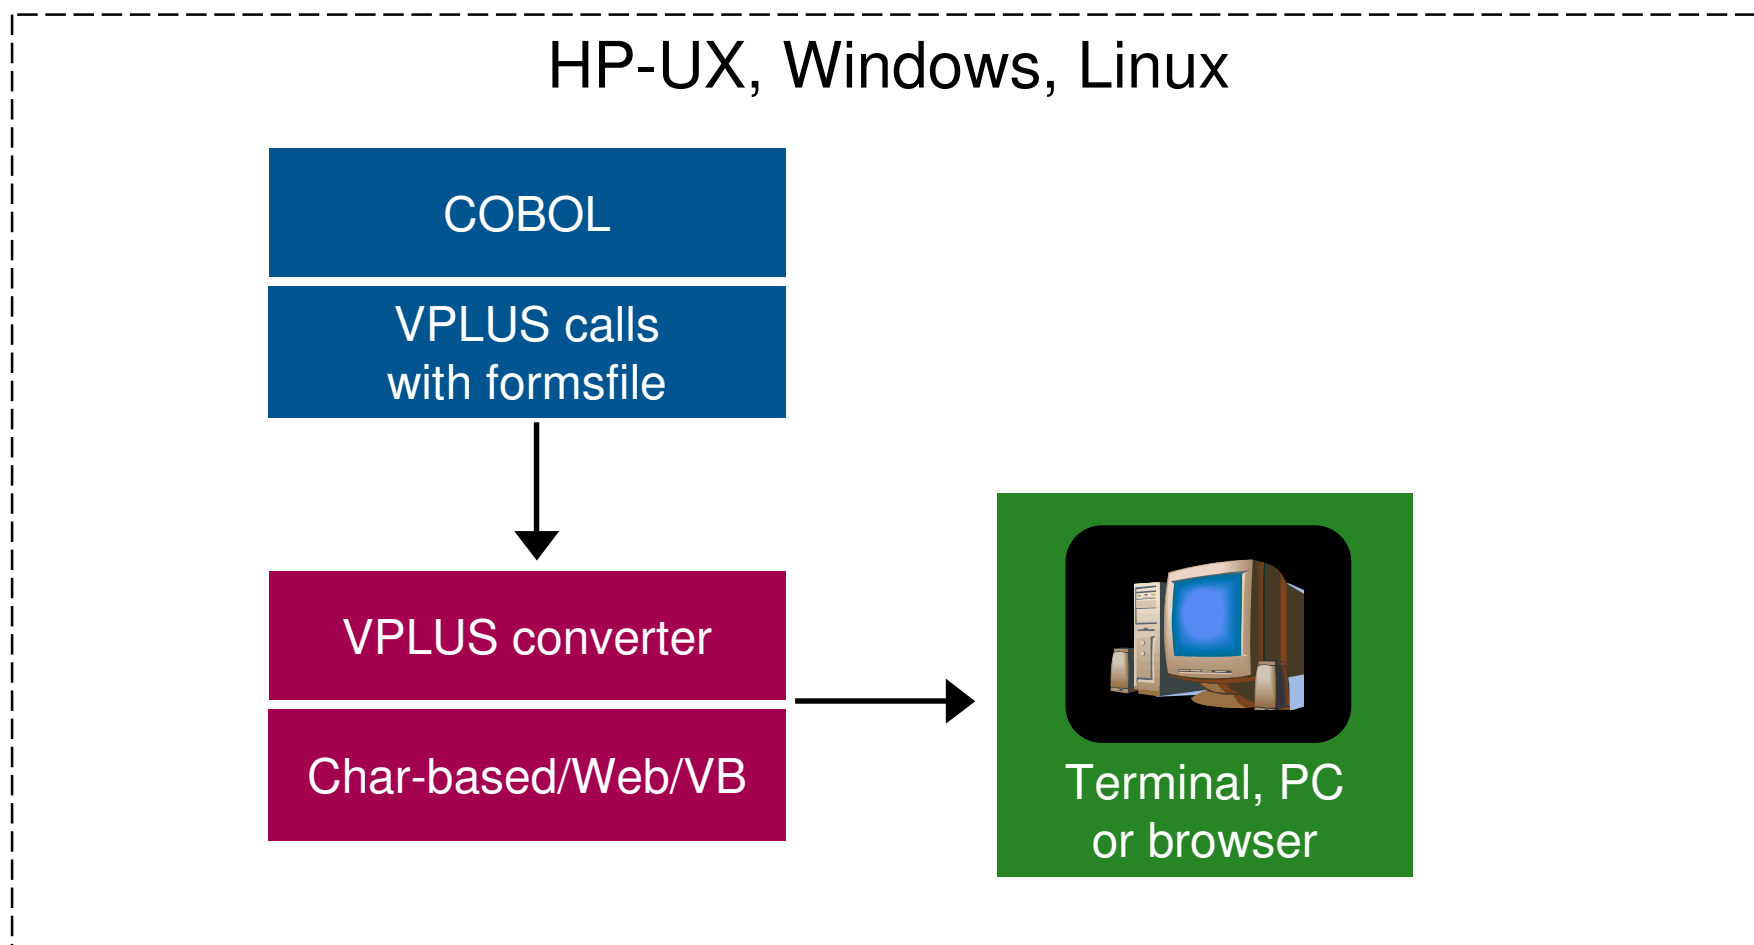 HP-UX, Windows, Linux
COBOL
VPLUS calls
with formsfile
VPLUS converter
Char-based/Web/VB
Terminal, PC
or browser